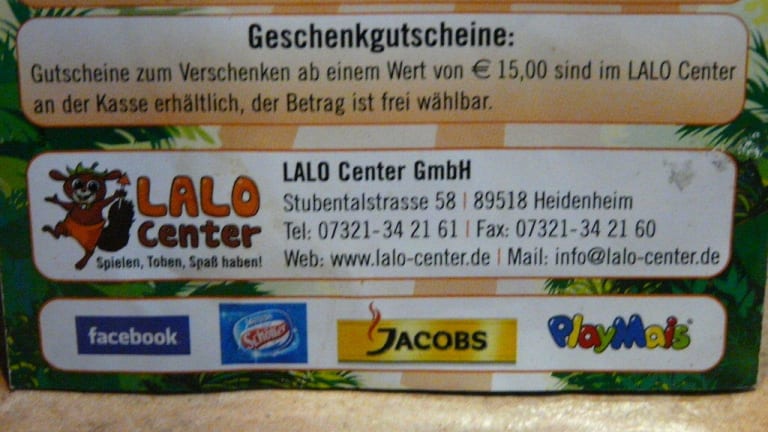 Geschenkgutscheine:
Gutscheine zum Verschenken ab einem Wert von € 15,00 sind im LALO Center
an der Kasse erhältlich, der Betrag ist frei wählbar.
LALO
Center
Spielen, Toben, Spaß haben!
LALO Center GmbH
Stubentalstrasse 58 | 89518 Heidenheim
Tel: 07321-34 21 61 | Fax: 07321-34 21 60
Web: www.lalo-center.de | Mail: info@lalo-center.de
facebook
Nestlé
Schöller
JACOBS
PlayMais